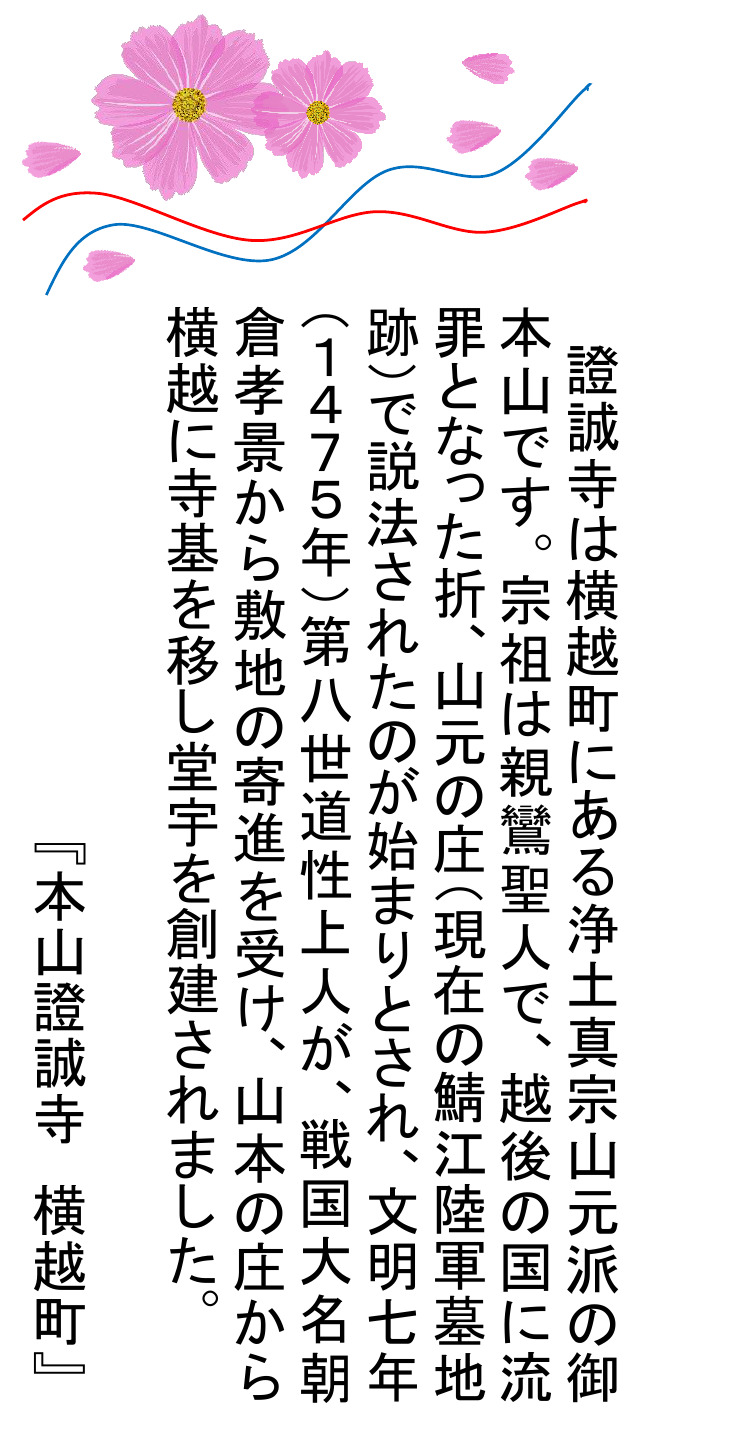 證誠寺は横越町にある浄土真宗山元派の御
本山です。宗祖は親鸞聖人で、越後の国に流
罪となった折、山元の庄(現在の鯖江陸軍墓地
跡)で説法されたのが始まりとされ、文明七年
(1475年)第八世道性上人が、戦国大名朝
倉孝景から敷地の寄進を受け、山本の庄から
横越に寺基を移し堂宇を創建されました。
『本山證誠寺　横越町』